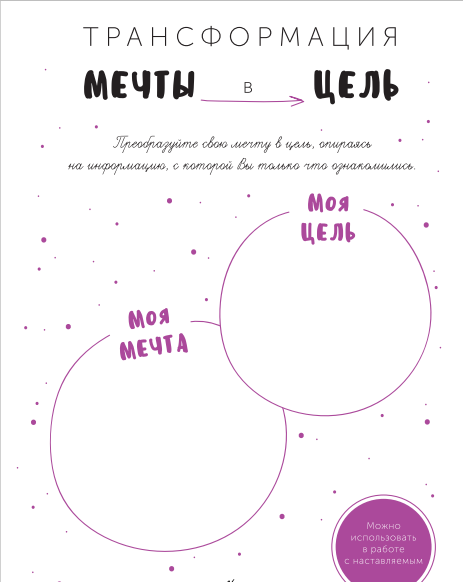 ТРАНСФОРМАЦИЯ
МЕЧТЫ в ЦЕЛЬ
Преобразуйте свою мечту в цель, опираясь
на информацию, с которой Вы только что ознакомились.
Моя
ЦЕЛЬ
Моя
МЕЧТА
Можно
использовать
в работе
с наставляемым